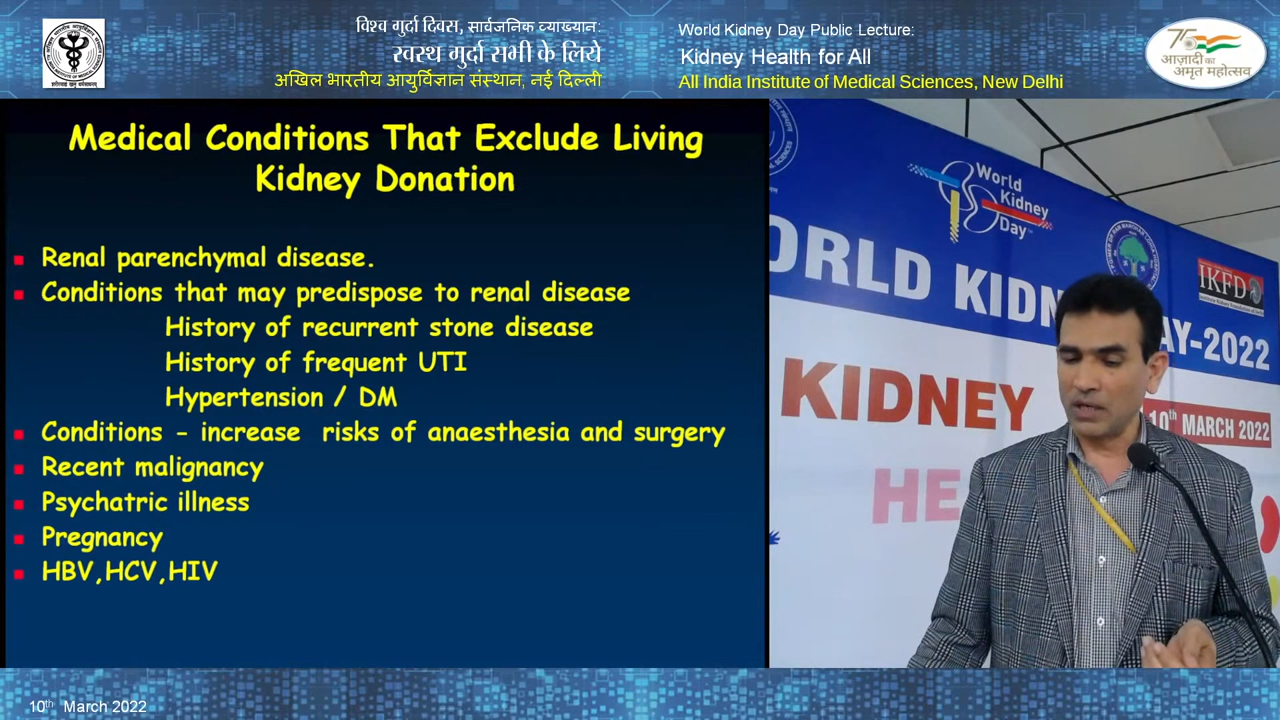 विश्व गुर्दा दिवस, सार्वजनिक व्याख्यान:
स्वस्थ गुर्दा सभी के लिये
अखिल भारतीय आयुर्विज्ञान संस्थान, नई दिल्ली
World Kidney Day Public Lecture:
Kidney Health for All
All India Institute of Medical Sciences, New Delhi
75
आज़ादी का
अमृत महोत्सव
Medical Conditions That Exclude Living
Kidney Donation
Renal parenchymal disease.
Conditions that may predispose to renal disease
History of recurrent stone disease
History of frequent UTI
Hypertension / DM
Conditions - increase risks of anaesthesia and surgery
Recent malignancy
Psychatric illness
Pregnancy
HBV,HCV,HIV
World
Kidney
Day
IKFD
ORLD KIDN AY-2022
KIDNEY
10th MARCH 2022
HE
10th March 2022